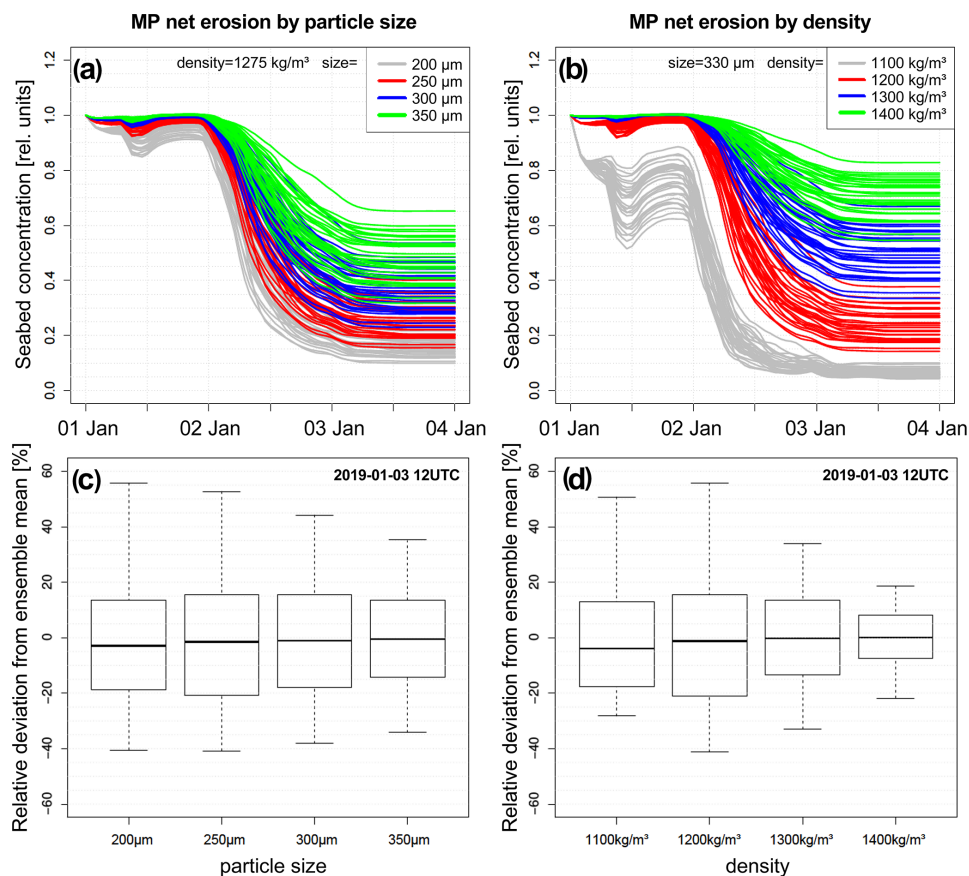 MP net erosion by particle size
MP net erosion by density
(a)
density=1275 kg/m³ size=
200 µm
250 µm
300 µm
350 µm
Seabed concentration [rel. units]
1.2
1.0
0.8
0.6
0.4
0.2
0.0
01 Jan 02 Jan 03 Jan 04 Jan
(b)
size=330 µm density=
1100 kg/m³
1200 kg/m³
1300 kg/m³
1400 kg/m³
Seabed concentration [rel. units]
1.2
1.0
0.8
0.6
0.4
0.2
0.0
01 Jan 02 Jan 03 Jan 04 Jan
(c)
2019-01-03 12UTC
Relative deviation from ensemble mean [%]
60
40
20
0
−20
−40
−60
200µm 250µm 300µm 350µm
particle size
(d)
2019-01-03 12UTC
Relative deviation from ensemble mean [%]
60
40
20
0
−20
−40
−60
1100kg/m³ 1200kg/m³ 1300kg/m³ 1400kg/m³
density